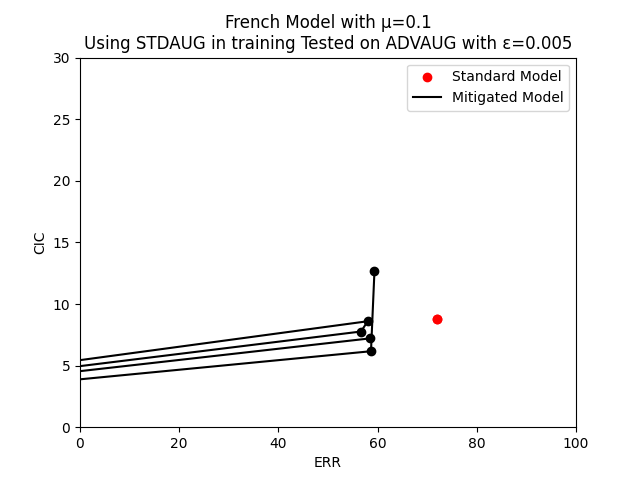 French Model with μ=0.1
Using STDAUG in training Tested on ADVAUG with ε=0.005
30
25
20
15
10
5
0
CIC
Standard Model
Mitigated Model
0 20 40 60 80 100
ERR